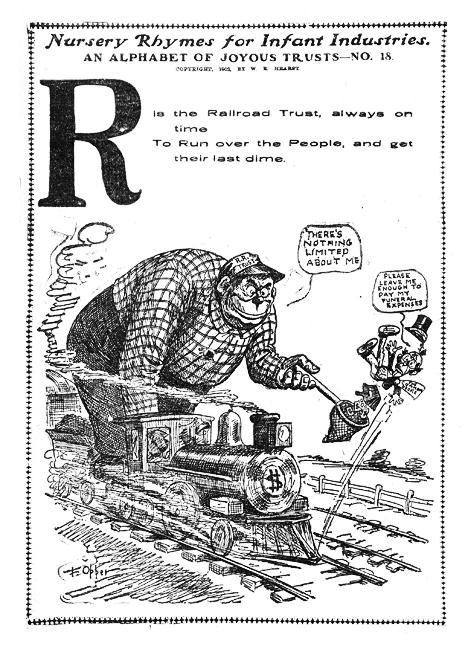 Nursery Rhymes for Infant Industries.
AN ALPHABET OF JOYOUS TRUSTS—NO. 18.
COPYRIGHT, 1902, BY W. R. HEARST
R
is the Railroad Trust, always on
time
To Run over the People, and get
their last dime.
THERE'S
NOTHING
LIMITED
ABOUT ME
PLEASE
LEAVE ME
ENOUGH TO
PAY MY
FUNERAL
EXPENSES
R.R.
$
F. Opper